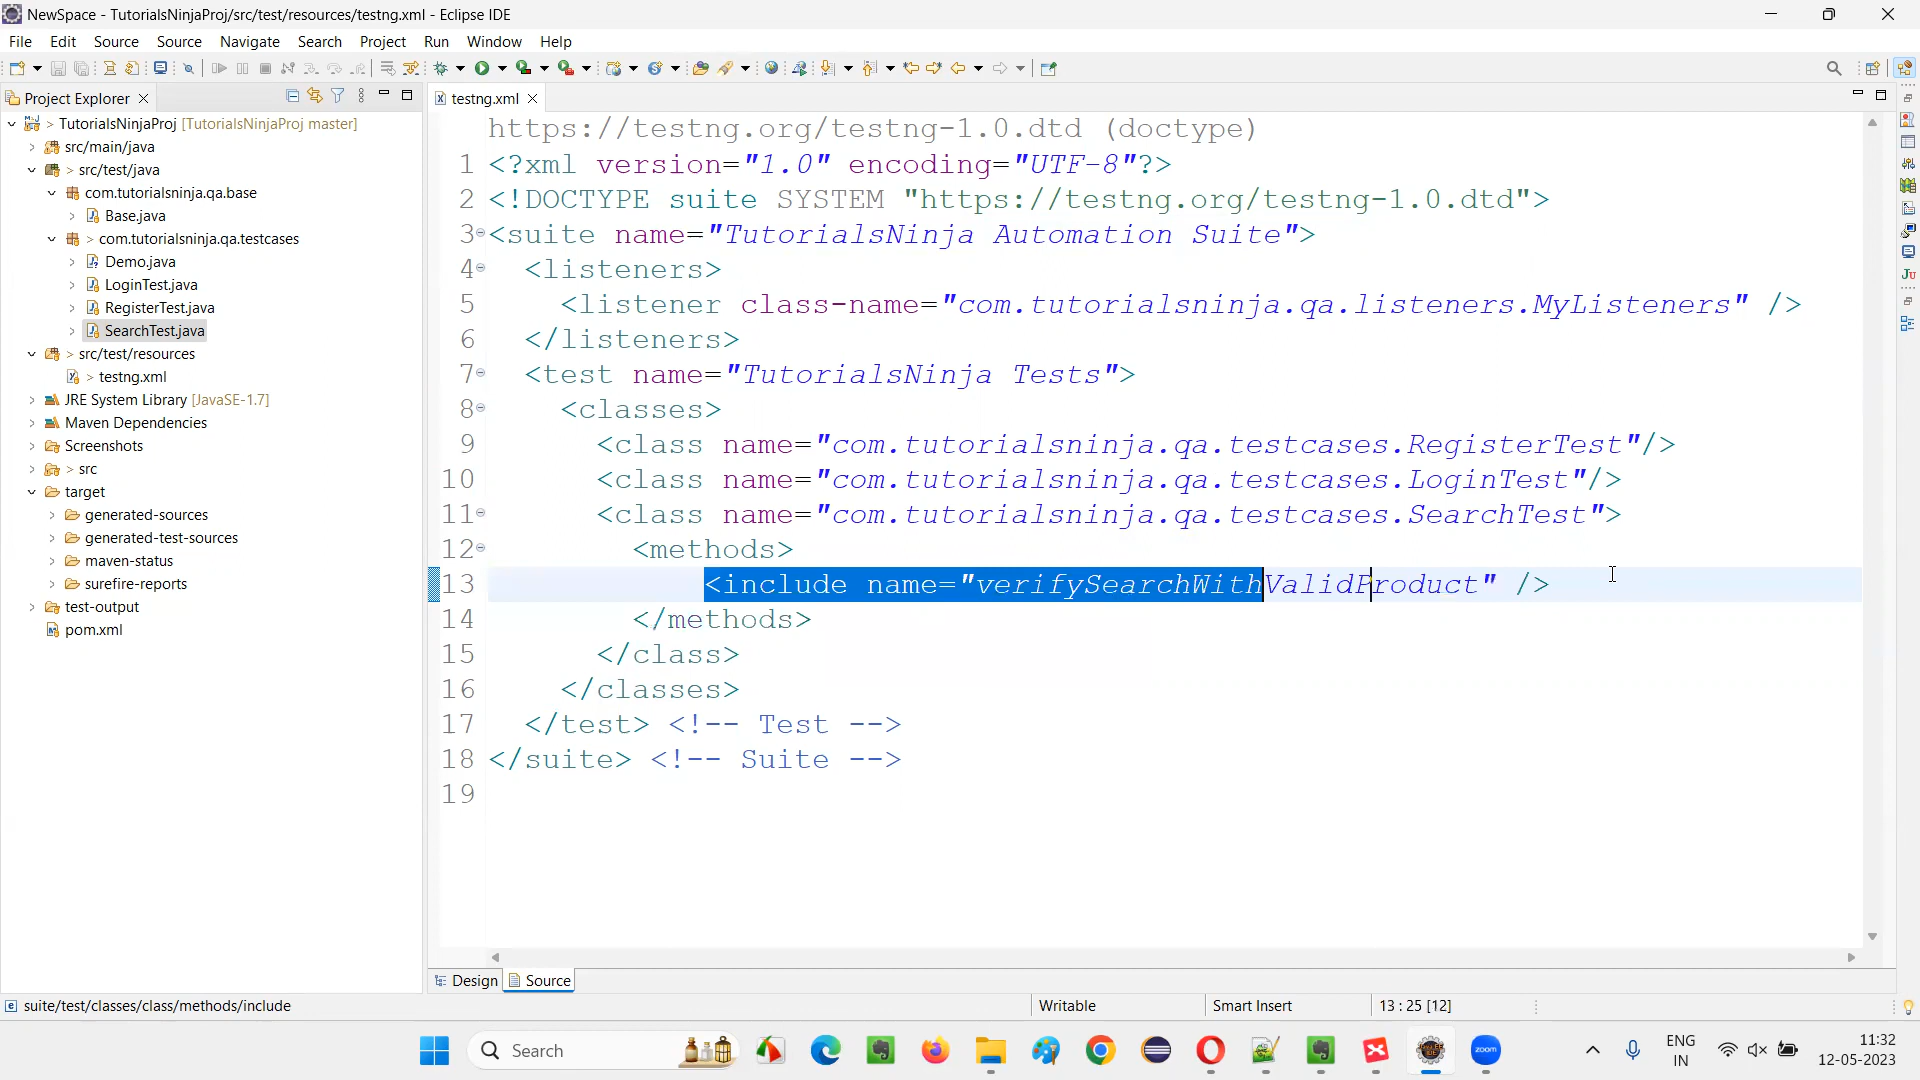 NewSpace - TutorialsNinjaProj/src/test/resources/testng.xml - Eclipse IDE
File Edit Source Source Navigate Search Project Run Window Help
Project Explorer
testng.xml
> TutorialsNinjaProj [TutorialsNinjaProj master]
src/main/java
> src/test/java
com.tutorialsninja.qa.base
Base.java
> com.tutorialsninja.qa.testcases
Demo.java
LoginTest.java
RegisterTest.java
SearchTest.java
> src/test/resources
> testng.xml
JRE System Library [JavaSE-1.7]
Maven Dependencies
Screenshots
> src
target
generated-sources
generated-test-sources
maven-status
surefire-reports
test-output
pom.xml
https://testng.org/testng-1.0.dtd (doctype)
1 <?xml version="1.0" encoding="UTF-8"?>
2 <!DOCTYPE suite SYSTEM "https://testng.org/testng-1.0.dtd">
3 <suite name="TutorialsNinja Automation Suite">
4 <listeners>
5 <listener class-name="com.tutorialsninja.qa.listeners.MyListeners" />
6 </listeners>
7 <test name="TutorialsNinja Tests">
8 <classes>
9 <class name="com.tutorialsninja.qa.testcases.RegisterTest"/>
10 <class name="com.tutorialsninja.qa.testcases.LoginTest"/>
11 <class name="com.tutorialsninja.qa.testcases.SearchTest">
12 <methods>
13 <include name="verifySearchWithValidProduct" />
14 </methods>
15 </class>
16 </classes>
17 </test> <!-- Test -->
18 </suite> <!-- Suite -->
19
Design Source
suite/test/classes/class/methods/include
Writable
Smart Insert
13 : 25 [12]
Search
zoom
ENG
IN
11:32
12-05-2023